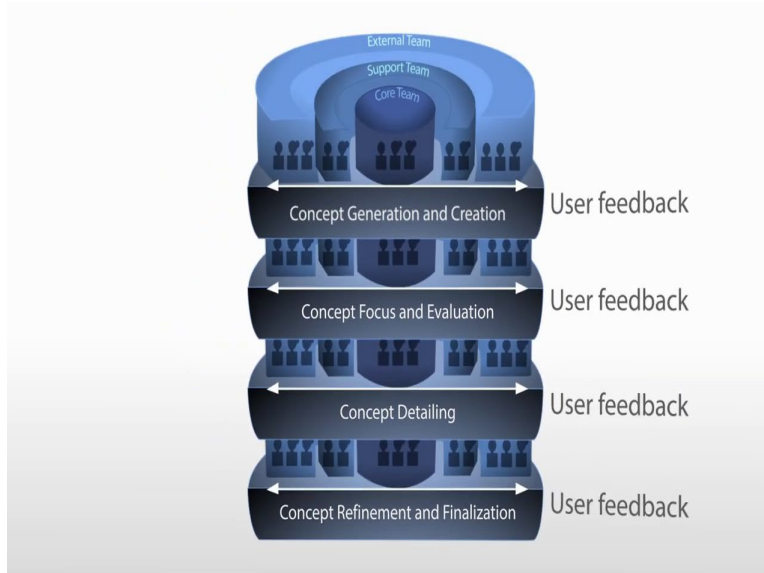 External Team
Support Team
Core Team
Concept Generation and Creation
User feedback
Concept Focus and Evaluation
User feedback
Concept Detailing
User feedback
Concept Refinement and Finalization
User feedback